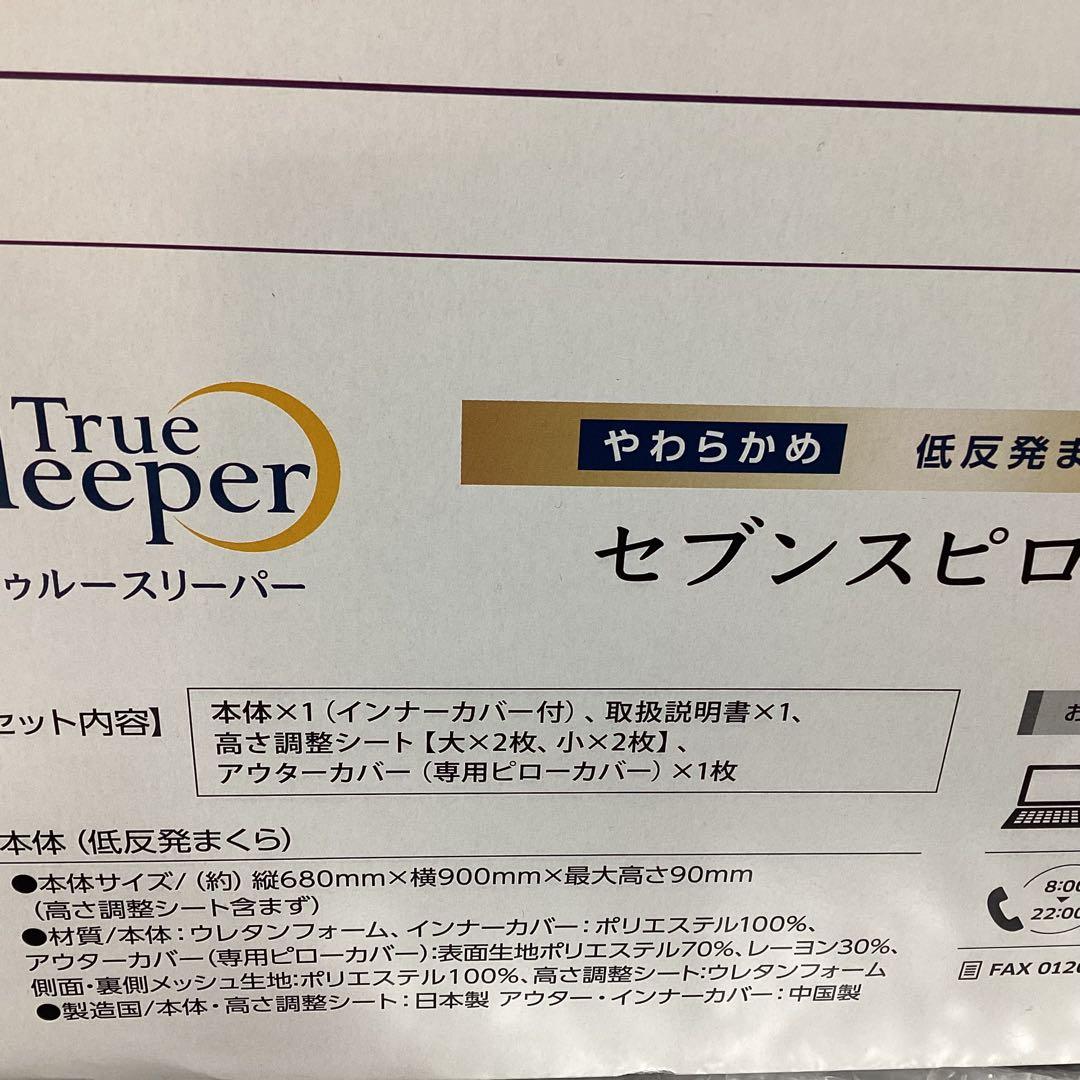 True
leeper
ゥルースリーパー
やわらかめ 低反発ま
セブンスピロ
セット内容】
本体×1（インナーカバー付）、取扱説明書×1、
高さ調整シート【大×2枚、小×2枚】、
アウターカバー（専用ピローカバー）×1枚
お
本体（低反発まくら）
●本体サイズ/（約）縦680mm×横900mm×最大高さ90mm
（高さ調整シート含まず）
●材質/本体：ウレタンフォーム、インナーカバー：ポリエステル100%、
アウターカバー（専用ピローカバー）：表面生地ポリエステル70%、レーヨン30%、
側面・裏側メッシュ生地：ポリエステル100%、高さ調整シート：ウレタンフォーム
●製造国/本体・高さ調整シート：日本製 アウター・インナーカバー：中国製
8:00
22:00
FAX 0120